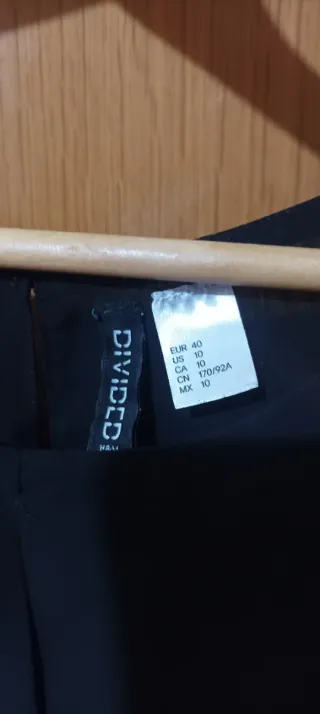 DIVIDED
H&M
EUR 40
US 10
CA 10
CN 170/92A
MX 10